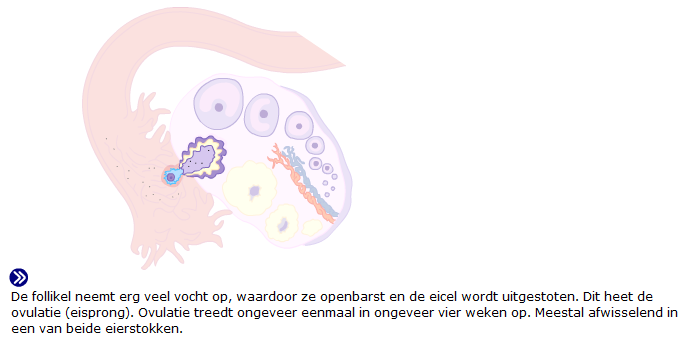 De follikel neemt erg veel vocht op, waardoor ze openbarst en de eicel wordt uitgestoten. Dit heet de
ovulatie (eisprong). Ovulatie treedt ongeveer eenmaal in ongeveer vier weken op. Meestal afwisselend in
een van beide eierstokken.